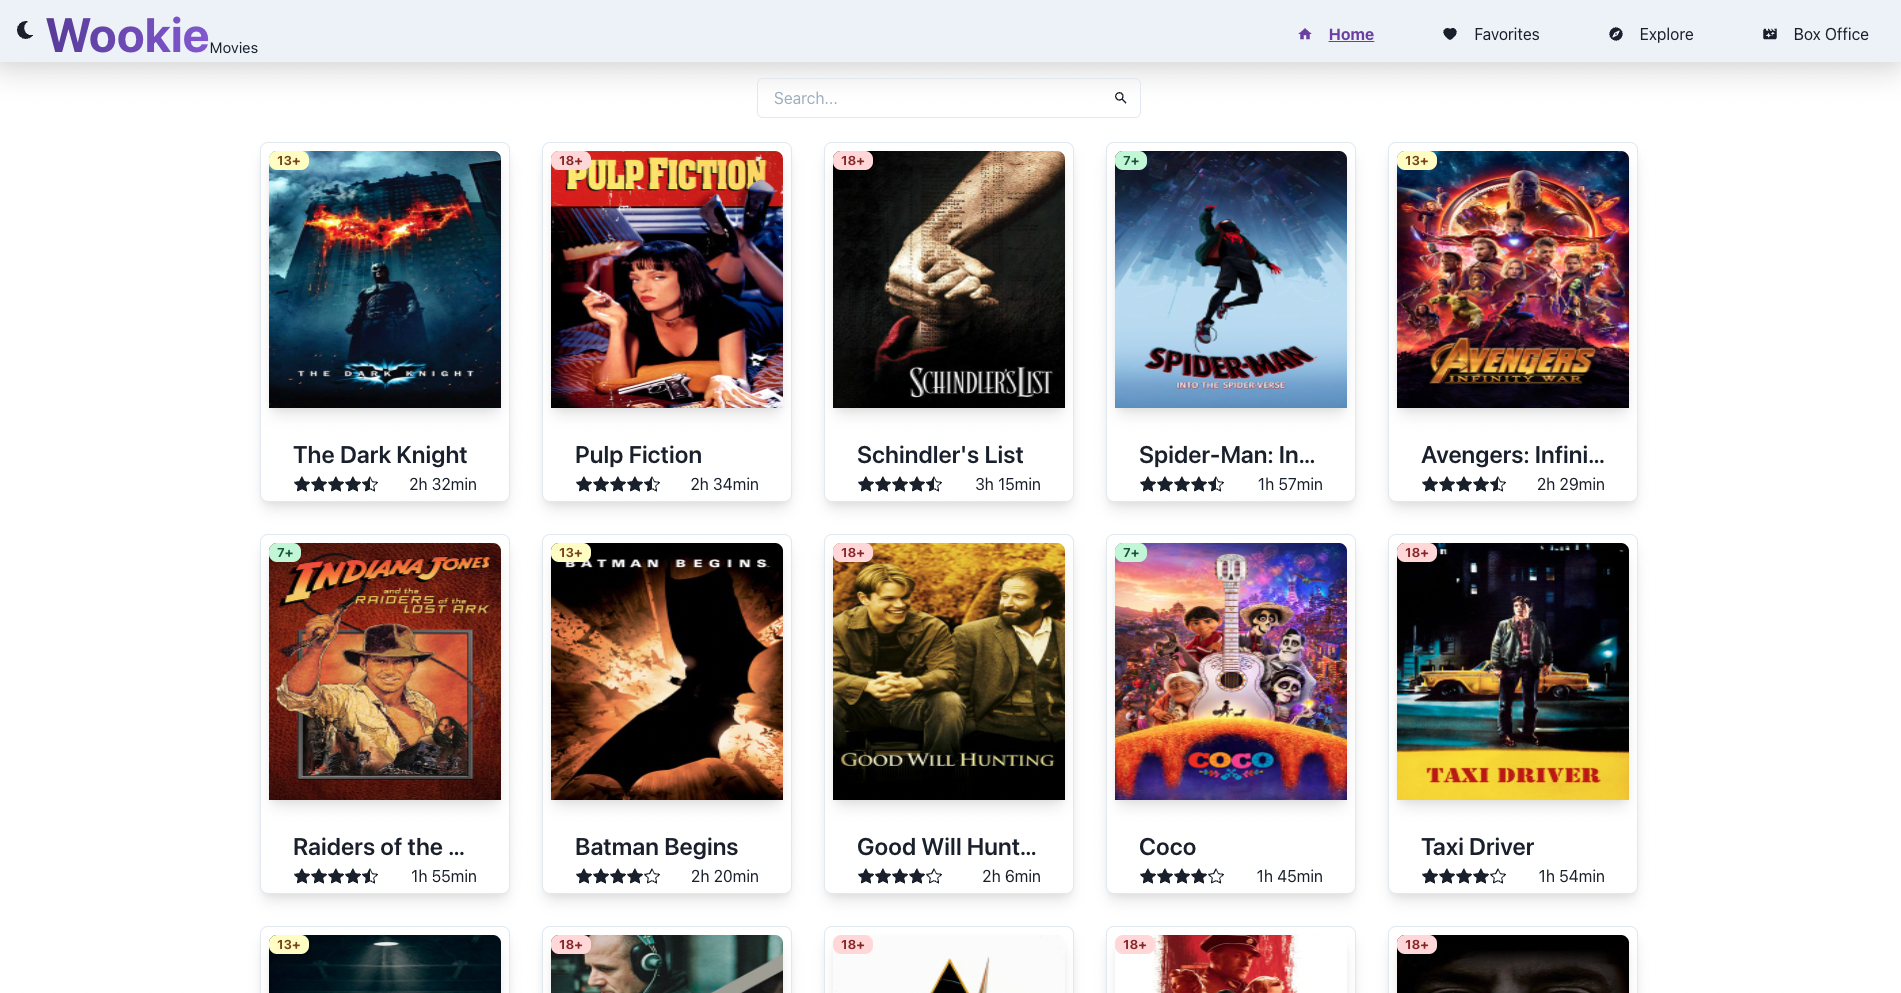 Wookie Movies
Home Favorites Explore Box Office
Search...
13+ 18+ 18+ 7+ 13+
PULP FICTION
THE DARK KNIGHT
SCHINDLER'S LIST
SPIDER-MAN
INTO THE SPIDER-VERSE
AVENGERS
INFINITY WAR
The Dark Knight Pulp Fiction Schindler's List Spider-Man: In... Avengers: Infini...
2h 32min 2h 34min 3h 15min 1h 57min 2h 29min
7+ 13+ 18+ 7+ 18+
INDIANA JONES
and the
RAIDERS of the
LOST ARK
BATMAN BEGINS
GOOD WILL HUNTING
COCO
TAXI DRIVER
Raiders of the ... Batman Begins Good Will Hunt... Coco Taxi Driver
1h 55min 2h 20min 2h 6min 1h 45min 1h 54min
13+ 18+ 18+ 18+ 18+